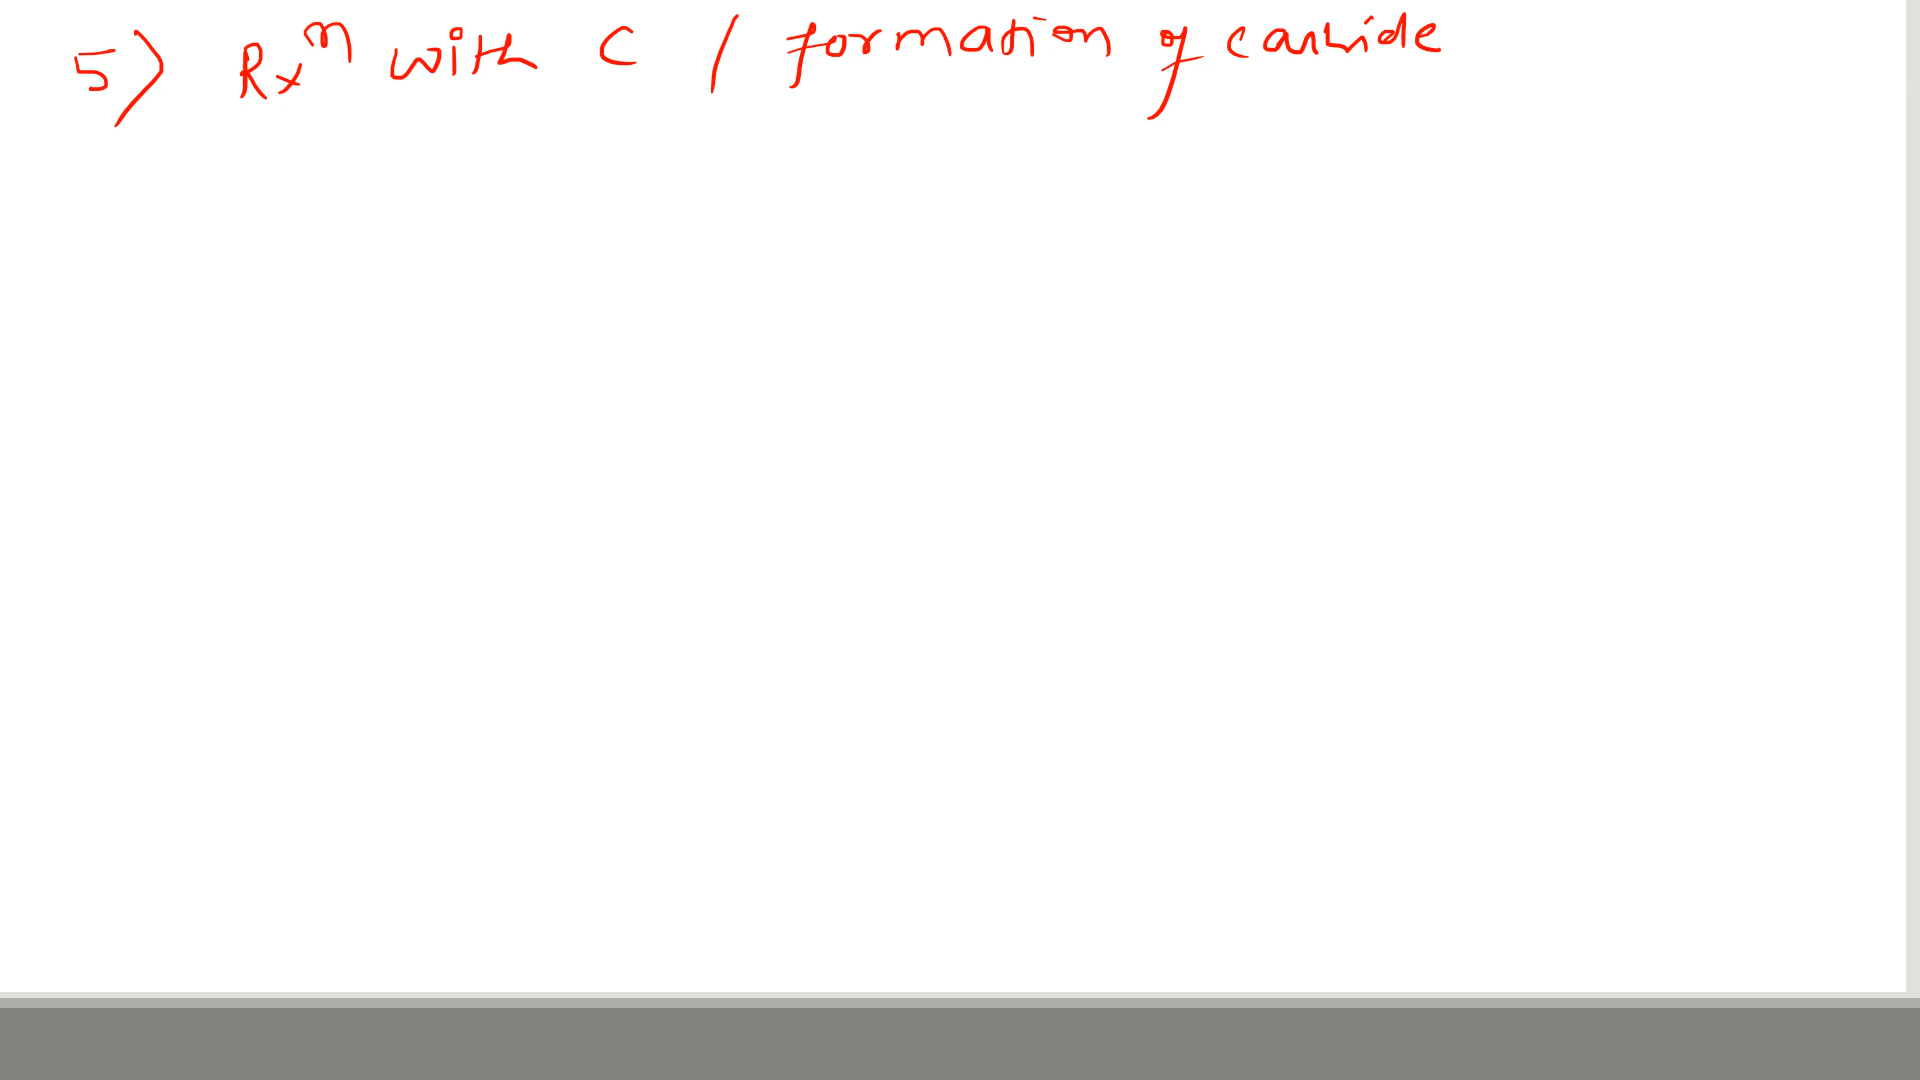 5) Rxⁿ with C / formation of carbide